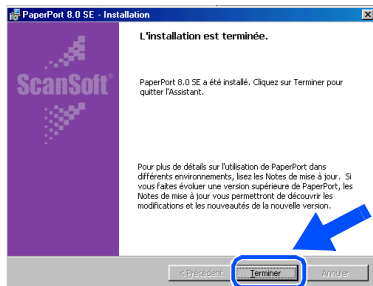 PaperPort 8.0 SE - Installation
L'installation est terminée.
ScanSoft®
PaperPort 8.0 SE a été installé. Cliquez sur Terminer pour
quitter l'Assistant.
Pour plus de détails sur l'utilisation de PaperPort dans
différents environnements, lisez les Notes de mise à jour. Si
vous faites évoluer une version supérieure de PaperPort, les
Notes de mise à jour vous permettront de découvrir les
modifications et les nouveautés de la nouvelle version.
< Précédent Terminer Annuler